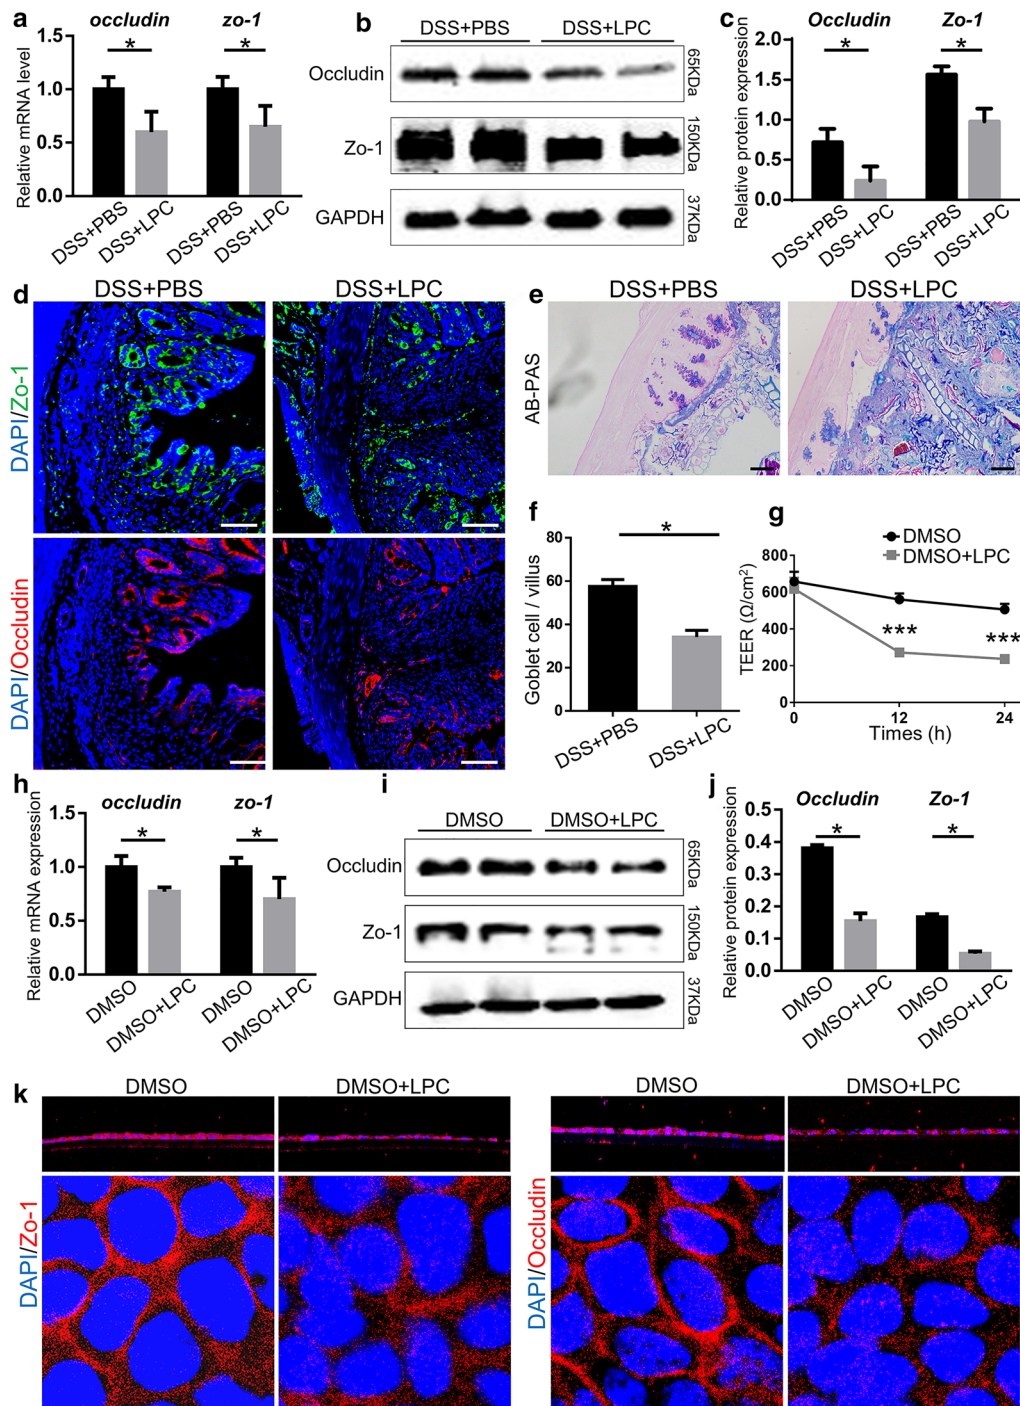 a
occludin zo-1
*
*
Relative mRNA level
1.5
1.0
0.5
0.0
DSS+PBS
DSS+LPC
DSS+PBS
DSS+LPC
b
DSS+PBS DSS+LPC
Occludin
65KDa
Zo-1
150KDa
GAPDH
37KDa
c
Occludin Zo-1
*
*
Relative protein expression
2.0
1.5
1.0
0.5
0.0
DSS+PBS
DSS+LPC
DSS+PBS
DSS+LPC
d
DSS+PBS DSS+LPC
DAPI/Zo-1
DAPI/Occludin
e
DSS+PBS DSS+LPC
AB-PAS
f
*
Goblet cell / villus
80
60
40
20
0
DSS+PBS
DSS+LPC
g
DMSO
DMSO+LPC
TEER (Ω/cm²)
800
600
400
200
0
***
***
0 12 24
Times (h)
h
occludin zo-1
*
*
Relative mRNA expression
1.5
1.0
0.5
0.0
DMSO
DMSO+LPC
DMSO
DMSO+LPC
i
DMSO DMSO+LPC
Occludin
65KDa
Zo-1
150KDa
GAPDH
37KDa
j
Occludin Zo-1
*
*
Relative protein expression
0.5
0.4
0.3
0.2
0.1
0.0
DMSO
DMSO+LPC
DMSO
DMSO+LPC
k
DMSO DMSO+LPC
DAPI/Zo-1
DMSO DMSO+LPC
DAPI/Occludin